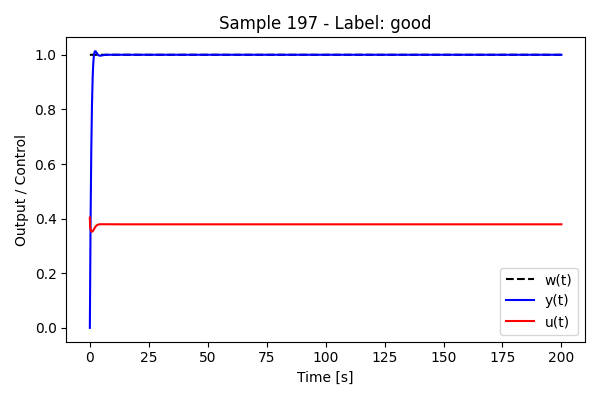 Sample 197 - Label: good
Output / Control
1.0
0.8
0.6
0.4
0.2
0.0
w(t)
y(t)
u(t)
0 25 50 75 100 125 150 175 200
Time [s]